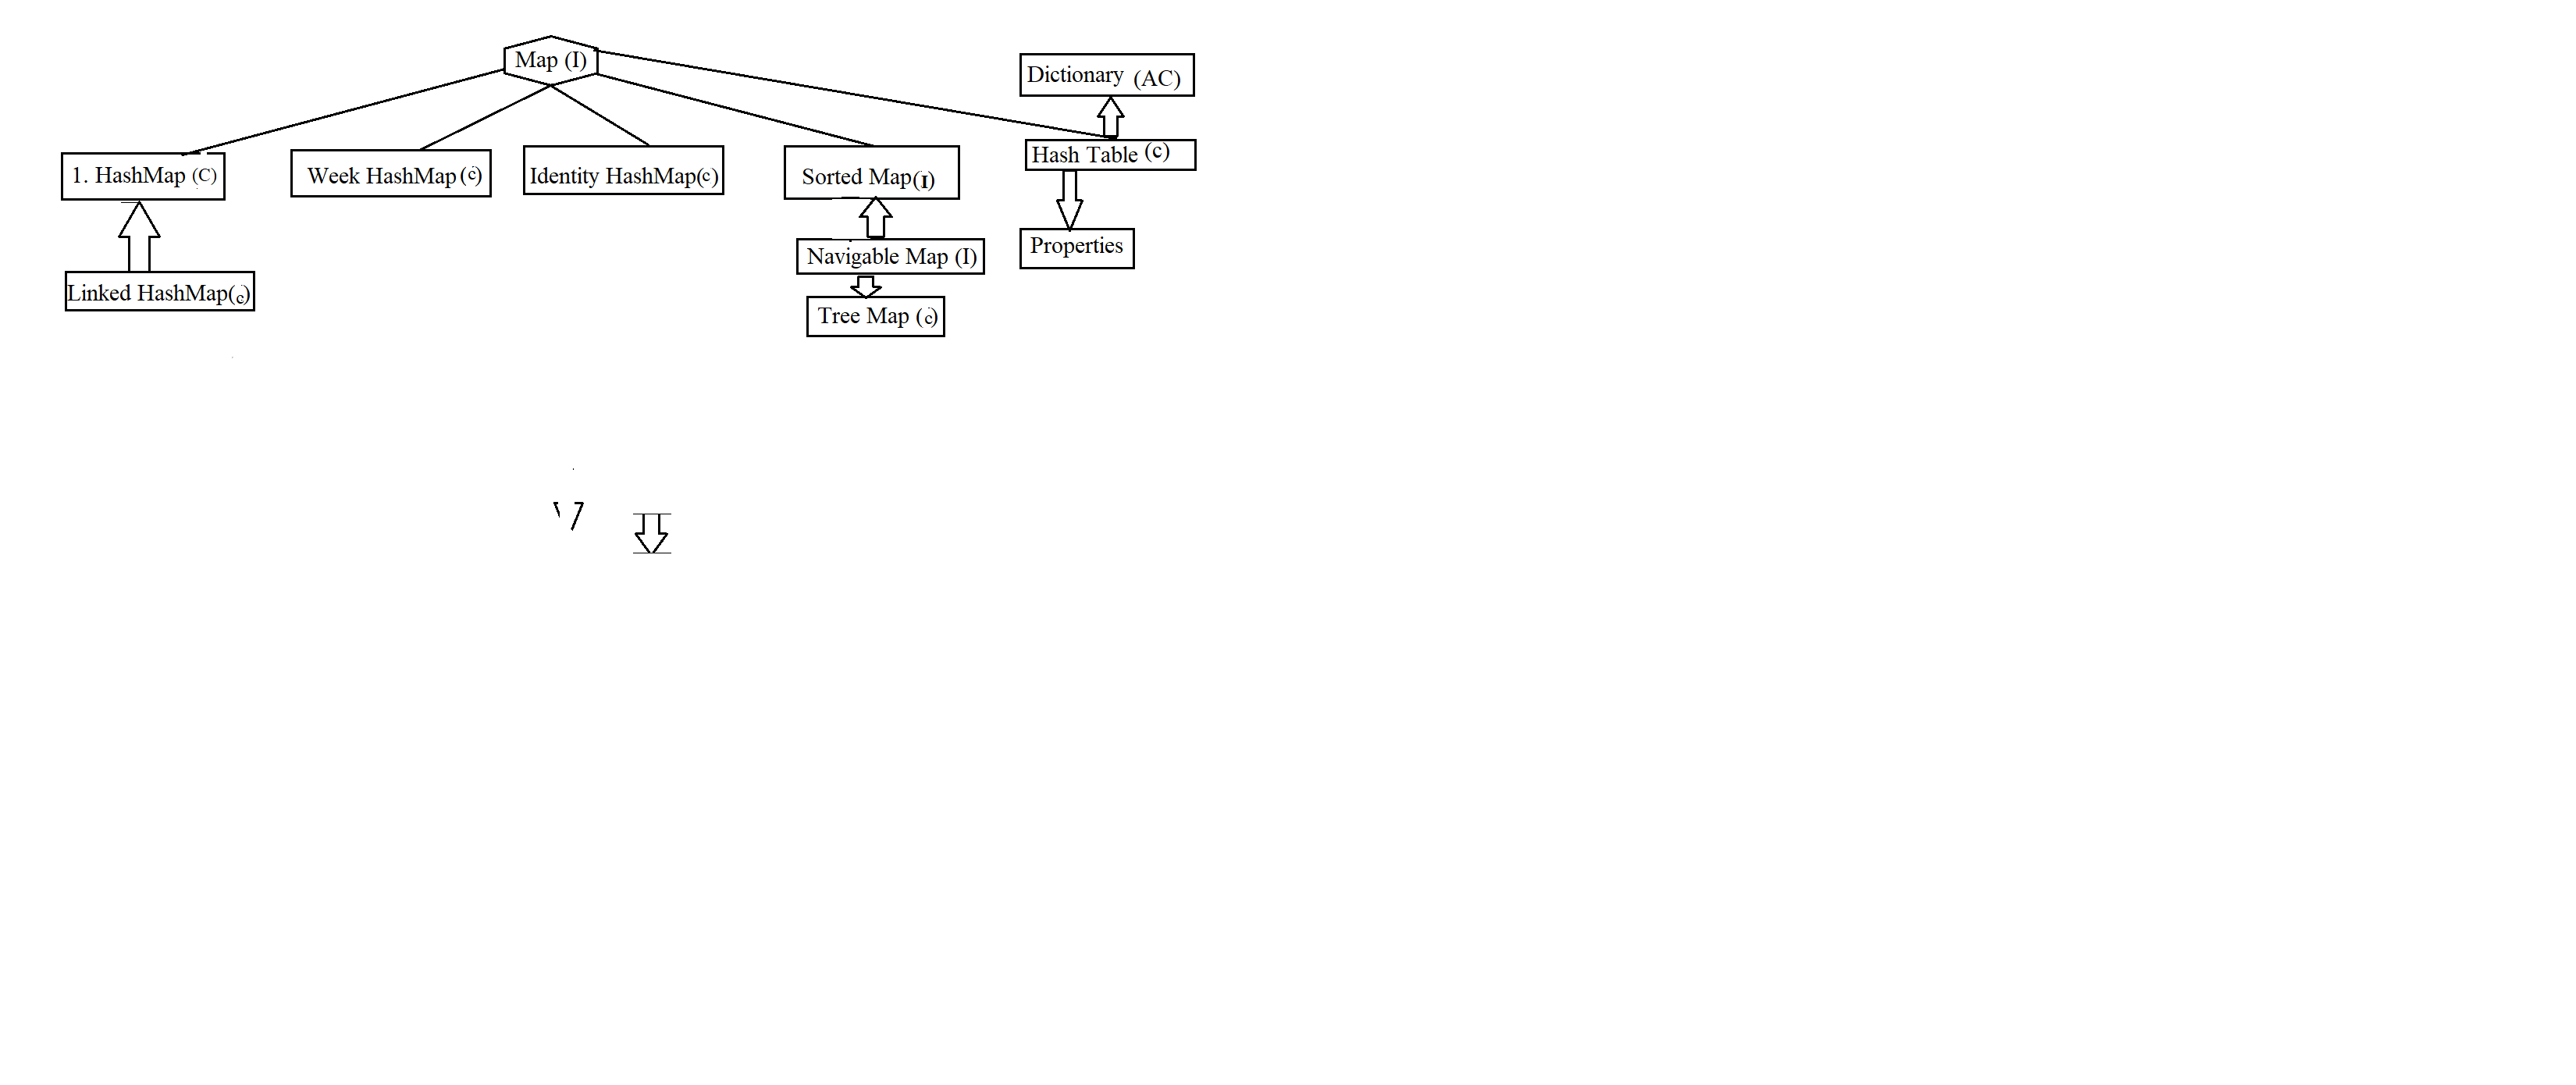 Map (I)
Dictionary (AC)
1. HashMap (C)
Week HashMap (c)
Identity HashMap(c)
Sorted Map(I)
Hash Table (c)
Linked HashMap(c)
Navigable Map (I)
Properties
Tree Map (c)